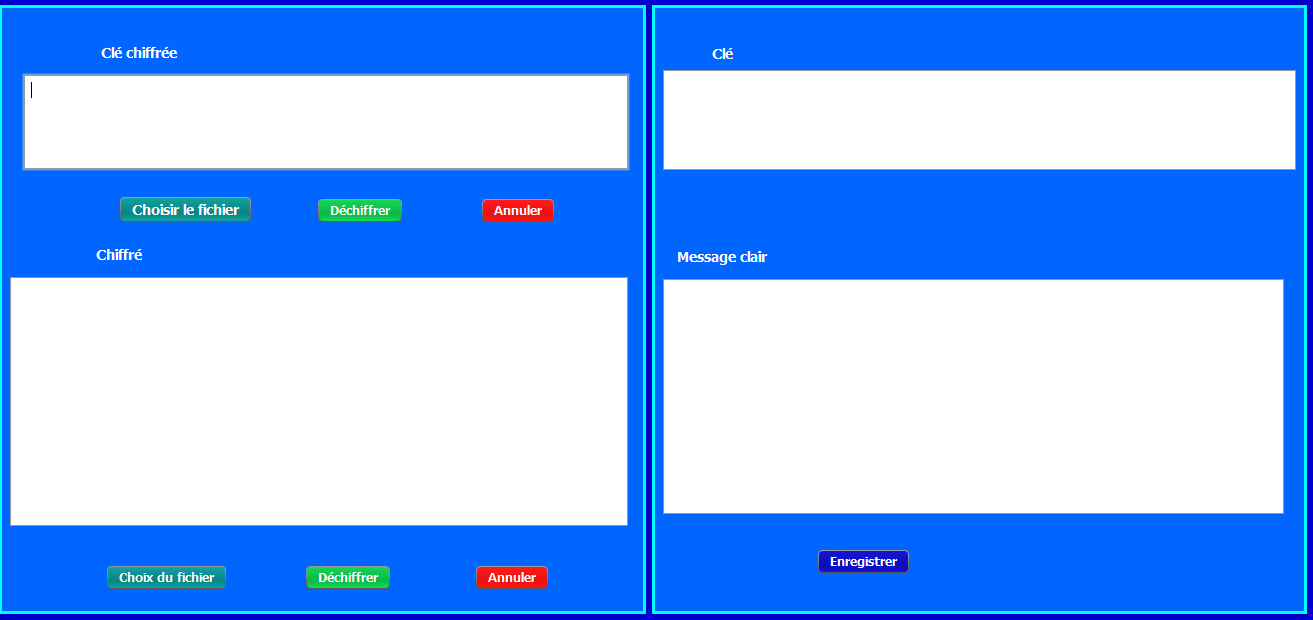 Clé chiffrée
Choisir le fichier
Déchiffrer
Annuler
Chiffré
Choix du fichier
Déchiffrer
Annuler
Clé
Message clair
Enregistrer